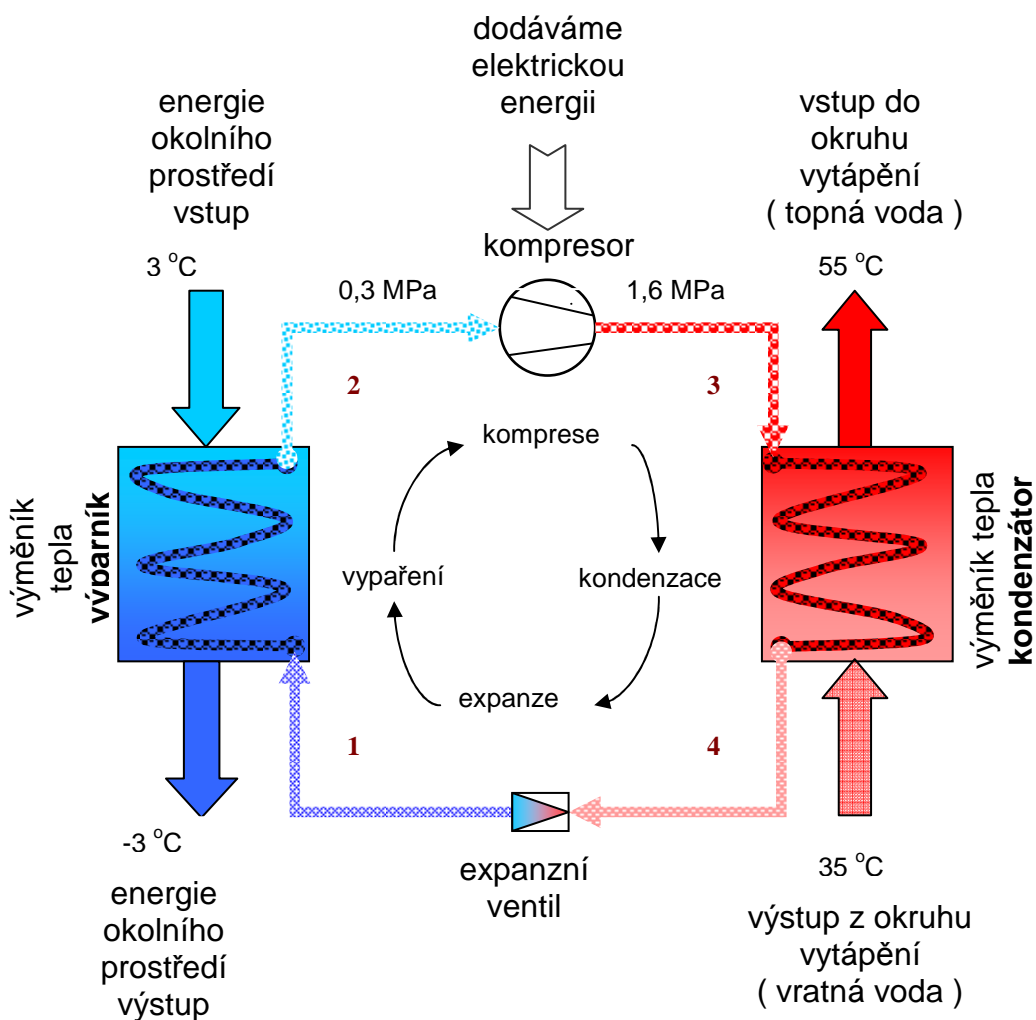 dodáváme
elektrickou
energii
energie
okolního
prostředí
vstup
vstup do
okruhu
vytápění
( topná voda )
kompresor
3 °C
55 °C
0,3 MPa
1,6 MPa
2
3
komprese
výměník
tepla
výparník
vypaření
kondenzace
výměník tepla
kondenzátor
expanze
1
4
-3 °C
expanzní
ventil
35 °C
energie
okolního
prostředí
výstup
výstup z okruhu
vytápění
( vratná voda )